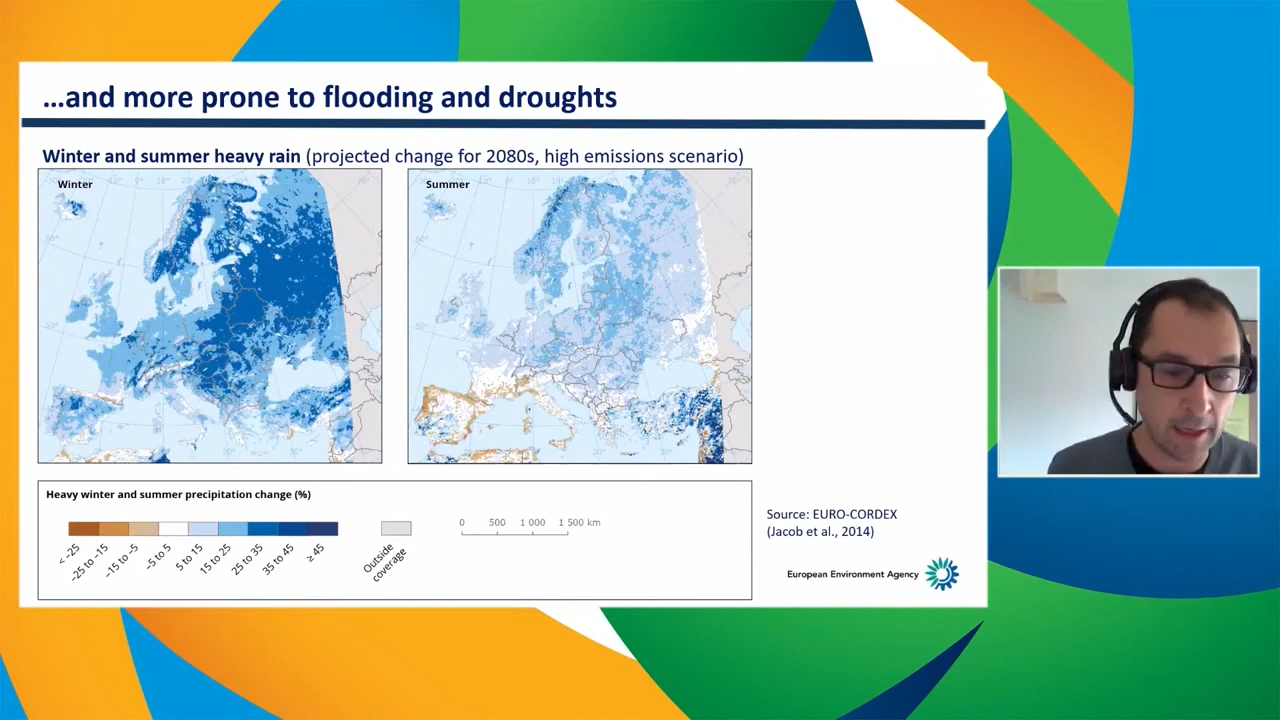 ...and more prone to flooding and droughts
Winter and summer heavy rain (projected change for 2080s, high emissions scenario)
Winter
Summer
Heavy winter and summer precipitation change (%)
< −25
−25 to −15
−15 to −5
−5 to 5
5 to 15
15 to 25
25 to 35
35 to 45
≥ 45
Outside
coverage
0 500 1 000 1 500 km
Source: EURO-CORDEX
(Jacob et al., 2014)
European Environment Agency